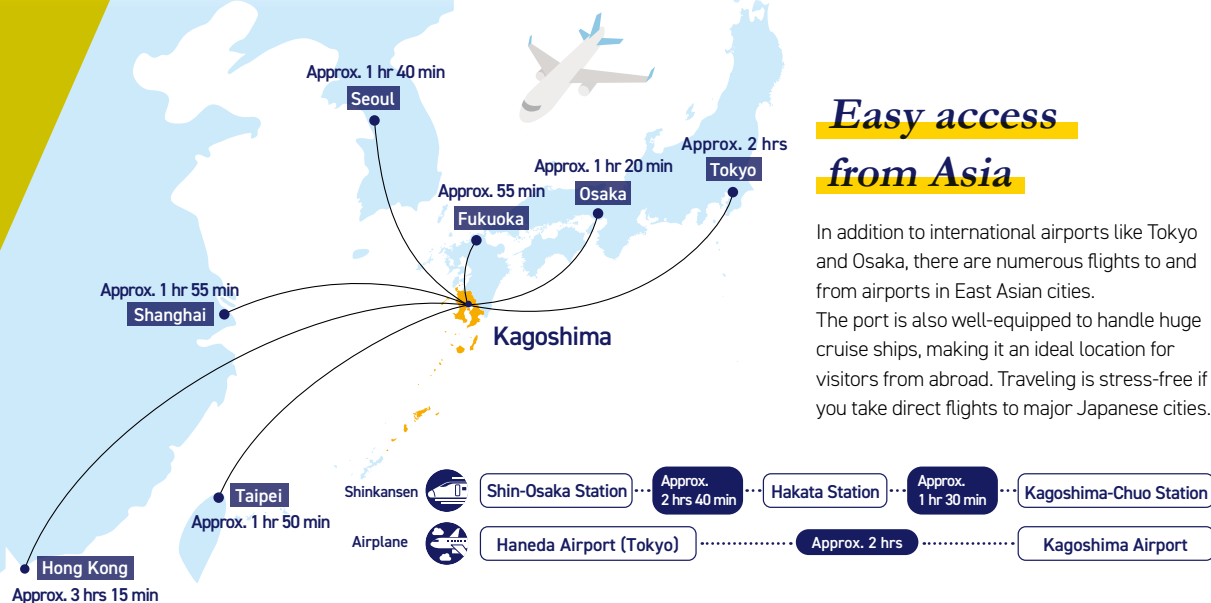 Approx. 1 hr 40 min
Seoul
Approx. 2 hrs
Tokyo
Approx. 1 hr 20 min
Osaka
Approx. 55 min
Fukuoka
Approx. 1 hr 55 min
Shanghai
Kagoshima
Taipei
Approx. 1 hr 50 min
Hong Kong
Approx. 3 hrs 15 min
Easy access
from Asia
In addition to international airports like Tokyo
and Osaka, there are numerous flights to and
from airports in East Asian cities.
The port is also well-equipped to handle huge
cruise ships, making it an ideal location for
visitors from abroad. Traveling is stress-free if
you take direct flights to major Japanese cities.
Shinkansen
Shin-Osaka Station
Approx.
2 hrs 40 min
Hakata Station
Approx.
1 hr 30 min
Kagoshima-Chuo Station
Airplane
Haneda Airport (Tokyo)
Approx. 2 hrs
Kagoshima Airport